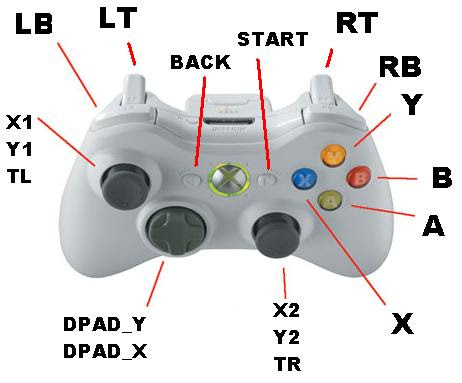 LB
LT
BACK
START
RT
RB
Y
B
A
X
X1
Y1
TL
DPAD_Y
DPAD_X
X2
Y2
TR
Y
X
B
A